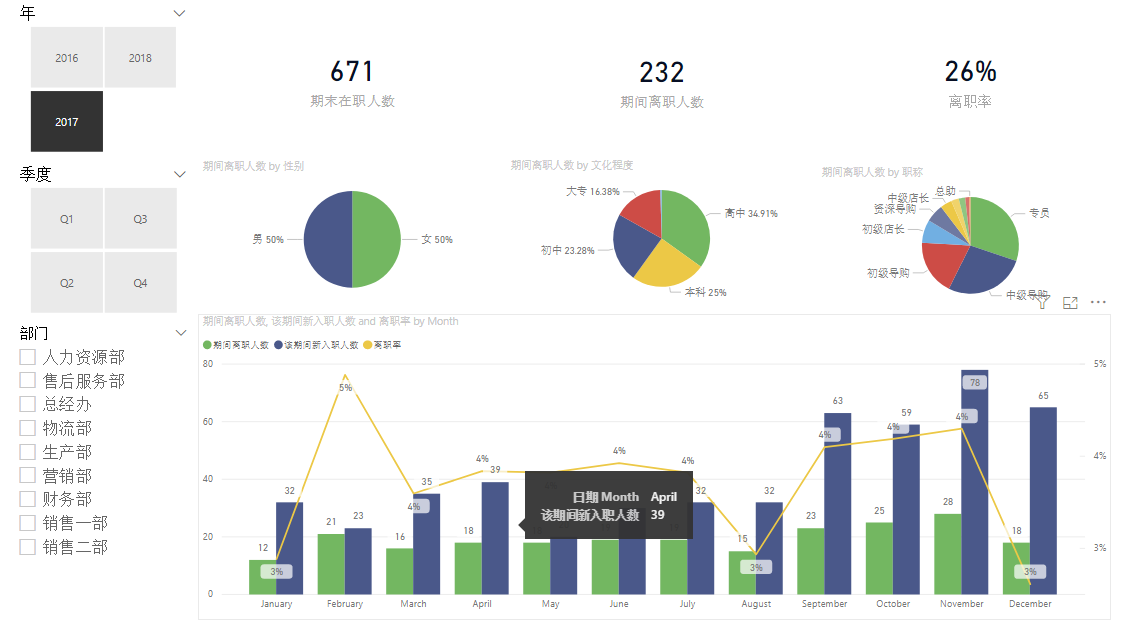 年
2016
2018
2017
季度
Q1
Q3
Q2
Q4
部门
人力资源部
售后服务部
总经办
物流部
生产部
营销部
财务部
销售一部
销售二部
671
期末在职人数
232
期间离职人数
26%
离职率
期间离职人数 by 性别
男 50%
女 50%
期间离职人数 by 文化程度
大专 16.38%
高中 34.91%
初中 23.28%
本科 25%
期间离职人数 by 职称
总助
中级店长
资深导购
专员
初级店长
初级导购
中级导购
期间离职人数, 该期间新入职人数 and 离职率 by Month
期间离职人数 该期间新入职人数 离职率
80
60
40
20
0
5%
4%
3%
12
32
3%
21
23
5%
16
35
4%
18
39
4%
18
4%
19
32
4%
15
32
3%
23
63
4%
25
59
4%
28
78
4%
18
65
3%
日期 Month April
该期间新入职人数 39
January
February
March
April
May
June
July
August
September
October
November
December